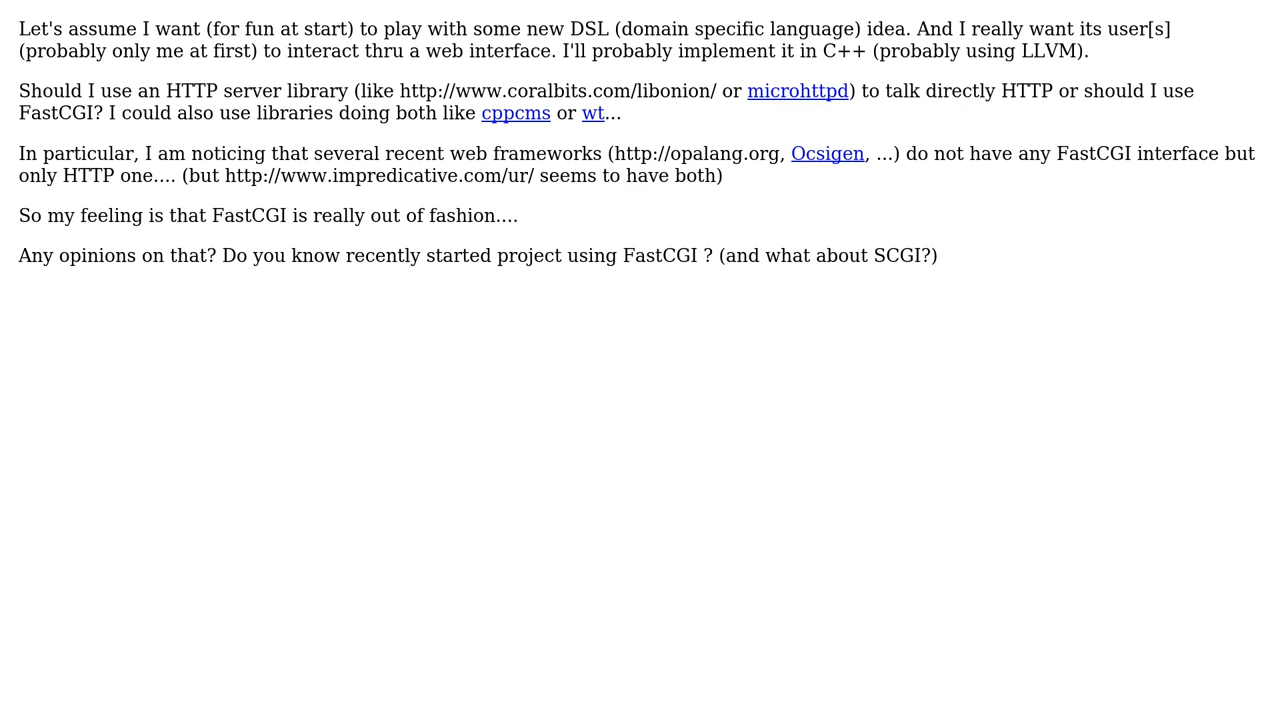 Let's assume I want (for fun at start) to play with some new DSL (domain specific language) idea. And I really want its user[s]
(probably only me at first) to interact thru a web interface. I'll probably implement it in C++ (probably using LLVM).
Should I use an HTTP server library (like http://www.coralbits.com/libonion/ or microhttpd) to talk directly HTTP or should I use
FastCGI? I could also use libraries doing both like cppcms or wt...
In particular, I am noticing that several recent web frameworks (http://opalang.org, Ocsigen, ...) do not have any FastCGI interface but
only HTTP one.... (but http://www.impredicative.com/ur/ seems to have both)
So my feeling is that FastCGI is really out of fashion....
Any opinions on that? Do you know recently started project using FastCGI ? (and what about SCGI?)